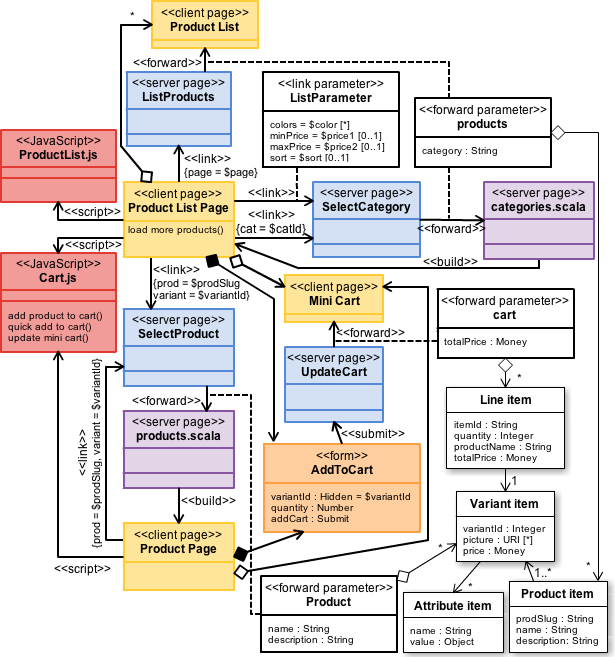 *
<<client page>>
Product List
<<forward>>
<<server page>>
ListProducts
<<link parameter>>
ListParameter
colors = $color [*]
minPrice = $price1 [0..1]
maxPrice = $price2 [0..1]
sort = $sort [0..1]
<<forward parameter>>
products
category : String
<<JavaScript>>
ProductList.js
<<link>>
{page = $page}
<<client page>>
Product List Page
load more products()
<<link>>
<<link>>
{cat = $catId}
<<server page>>
SelectCategory
<<forward>>
<<server page>>
categories.scala
<<build>>
<<script>>
<<script>>
<<JavaScript>>
Cart.js
add product to cart()
quick add to cart()
update mini cart()
<<link>>
{prod = $prodSlug
variant = $variantId}
<<client page>>
Mini Cart
<<forward parameter>>
cart
totalPrice : Money
<<forward>>
<<server page>>
SelectProduct
<<server page>>
UpdateCart
*
<<link>>
{prod = $prodSlug, variant = $variantId}
<<forward>>
<<submit>>
Line item
itemId : String
quantity : Integer
productName : String
totalPrice : Money
<<server page>>
products.scala
<<form>>
AddToCart
variantId : Hidden = $variantId
quantity : Number
addCart : Submit
1
<<build>>
Variant item
variantId : Integer
picture : URI [*]
price : Money
<<client page>>
Product Page
<<script>>
*
*
1..*
*
<<forward parameter>>
Product
name : String
description : String
Attribute item
name : String
value : Object
Product item
prodSlug : String
name : String
description: String